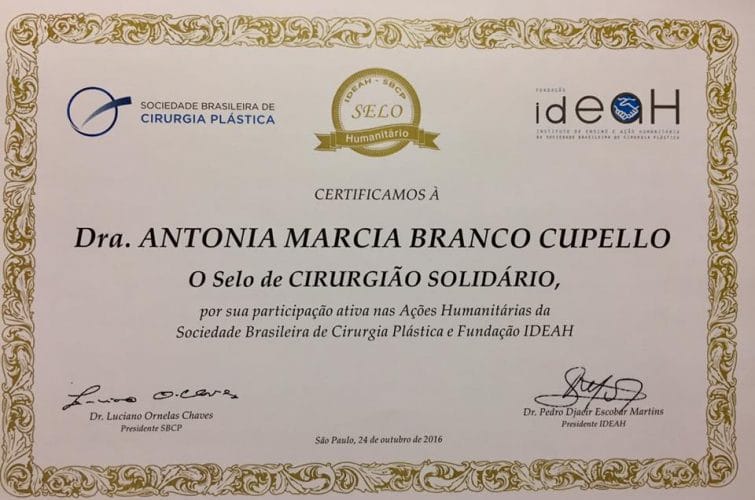 SOCIEDADE BRASILEIRA DE
CIRURGIA PLÁSTICA
IDEAH - SBCP
SELO
Humanitário
FUNDAÇÃO
ideaH
INSTITUTO DE ENSINO E AÇÃO HUMANITÁRIA
DA SOCIEDADE BRASILEIRA DE CIRURGIA PLÁSTICA
CERTIFICAMOS À
Dra. ANTONIA MARCIA BRANCO CUPELLO
O Selo de CIRURGIÃO SOLIDÁRIO,
por sua participação ativa nas Ações Humanitárias da
Sociedade Brasileira de Cirurgia Plástica e Fundação IDEAH
Dr. Luciano Ornelas Chaves
Presidente SBCP
Dr. Pedro Djacir Escobar Martins
Presidente IDEAH
São Paulo, 24 de outubro de 2016